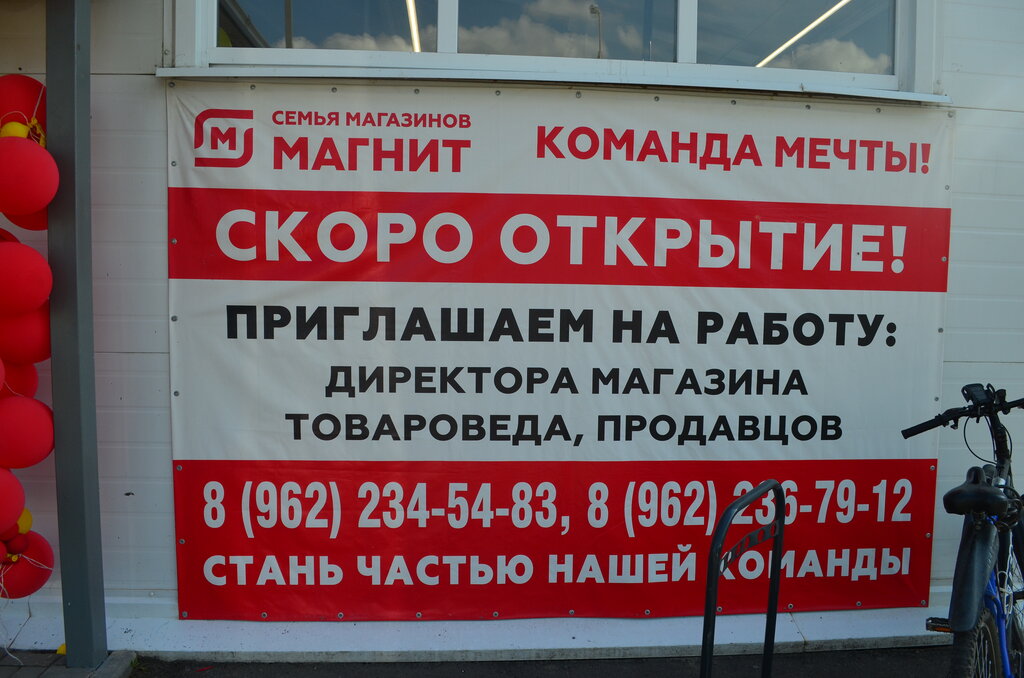 М
СЕМЬЯ МАГАЗИНОВ
МАГНИТ
КОМАНДА МЕЧТЫ!
СКОРО ОТКРЫТИЕ!
ПРИГЛАШАЕМ НА РАБОТУ:
ДИРЕКТОРА МАГАЗИНА
ТОВАРОВЕДА, ПРОДАВЦОВ
8 (962) 234-54-83, 8 (962) 236-79-12
СТАНЬ ЧАСТЬЮ НАШЕЙ КОМАНДЫ